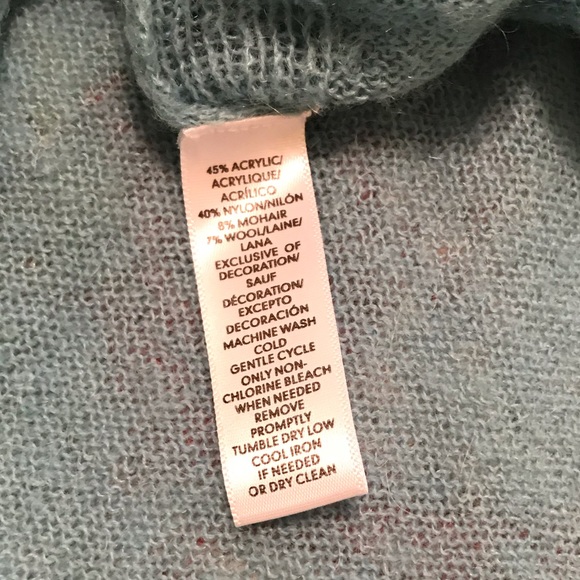 45% ACRYLIC/
ACRYLIQUE/
ACRÍLICO
40% NYLON/NILÓN
8% MOHAIR
7% WOOL/LAINE/
LANA
EXCLUSIVE OF
DECORATION/
SAUF
DÉCORATION/
EXCEPTO
DECORACIÓN
MACHINE WASH
COLD
GENTLE CYCLE
ONLY NON-
CHLORINE BLEACH
WHEN NEEDED
REMOVE
PROMPTLY
TUMBLE DRY LOW
COOL IRON
IF NEEDED
OR DRY CLEAN